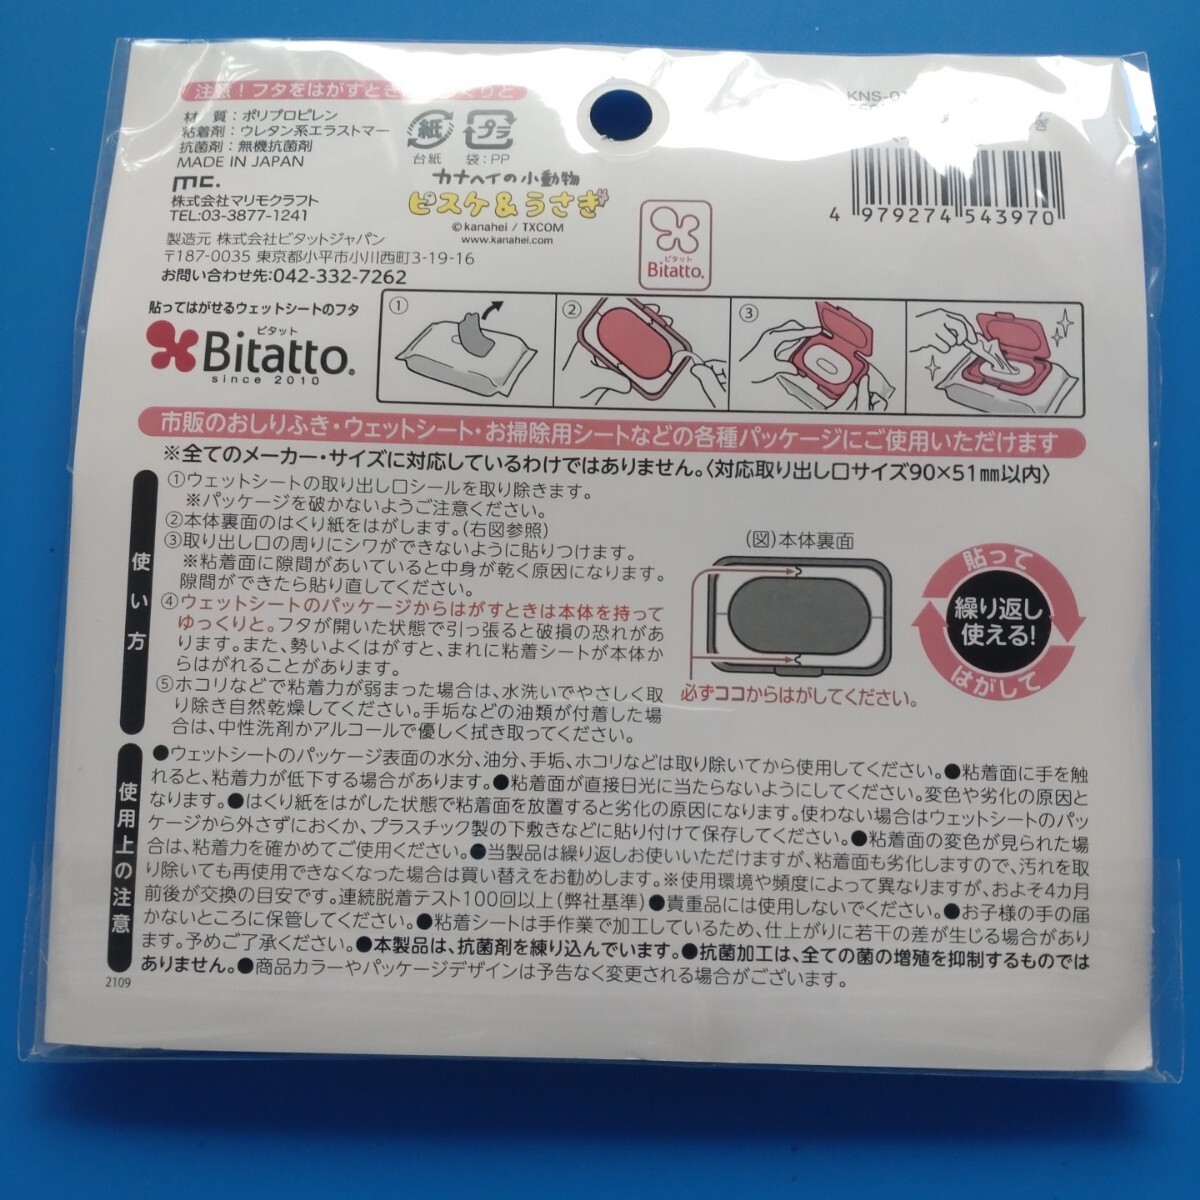 注意！フタをはがすとき
くりと
材　質：ポリプロピレン
粘着剤：ウレタン系エラストマー
抗菌剤：無機抗菌剤
MADE IN JAPAN
mc.
株式会社マリモクラフト
TEL:03-3877-1241
紙
台紙
プラ
袋：PP
カナヘイの小動物
ピスケ&うさぎ
©kanahei / TXCOM
www.kanahei.com
ピタット
Bitatto®
KNS-0
4 979274 543970
製造元 株式会社ビタットジャパン
〒187-0035 東京都小平市小川西町3-19-16
お問い合わせ先：042-332-7262
貼ってはがせるウェットシートのフタ
ビタット
Bitatto®
since 2010
①
②
③
市販のおしりふき・ウェットシート・お掃除用シートなどの各種パッケージにご使用いただけます
※全てのメーカー・サイズに対応しているわけではありません。〈対応取り出し口サイズ90×51㎜以内〉
使い方
①ウェットシートの取り出し口シールを取り除きます。
※パッケージを破かないようご注意ください。
②本体裏面のはくり紙をはがします。（右図参照）
③取り出し口の周りにシワができないように貼りつけます。
※粘着面に隙間があいていると中身が乾く原因になります。
隙間ができたら貼り直してください。
④ウェットシートのパッケージからはがすときは本体を持って
ゆっくりと。フタが開いた状態で引っ張ると破損の恐れがあ
ります。また、勢いよくはがすと、まれに粘着シートが本体か
らはがれることがあります。
⑤ホコリなどで粘着力が弱まった場合は、水洗いでやさしく取
り除き自然乾燥してください。手垢などの油類が付着した場
合は、中性洗剤かアルコールで優しく拭き取ってください。
（図）本体裏面
必ずココからはがしてください。
貼って
繰り返し
使える！
はがして
使用上の注意
●ウェットシートのパッケージ表面の水分、油分、手垢、ホコリなどは取り除いてから使用してください。●粘着面に手を触
れると、粘着力が低下する場合があります。●粘着面が直接日光に当たらないようにしてください。変色や劣化の原因と
なります。●はくり紙をはがした状態で粘着面を放置すると劣化の原因になります。使わない場合はウェットシートのパッ
ケージから外さずにおくか、プラスチック製の下敷きなどに貼り付けて保存してください。●粘着面の変色が見られた場
合は、粘着力を確かめてご使用ください。●当製品は繰り返しお使いいただけますが、粘着面も劣化しますので、汚れを取
り除いても再使用できなくなった場合は買い替えをお勧めします。※使用環境や頻度によって異なりますが、およそ4カ月
前後が交換の目安です。連続脱着テスト100回以上（弊社基準）●貴重品には使用しないでください。●お子様の手の届
かないところに保管してください。●粘着シートは手作業で加工しているため、仕上がりに若干の差が生じる場合があり
ます。予めご了承ください。●本製品は、抗菌剤を練り込んでいます。●抗菌加工は、全ての菌の増殖を抑制するものでは
ありません。●商品カラーやパッケージデザインは予告なく変更される場合がございます。
2109